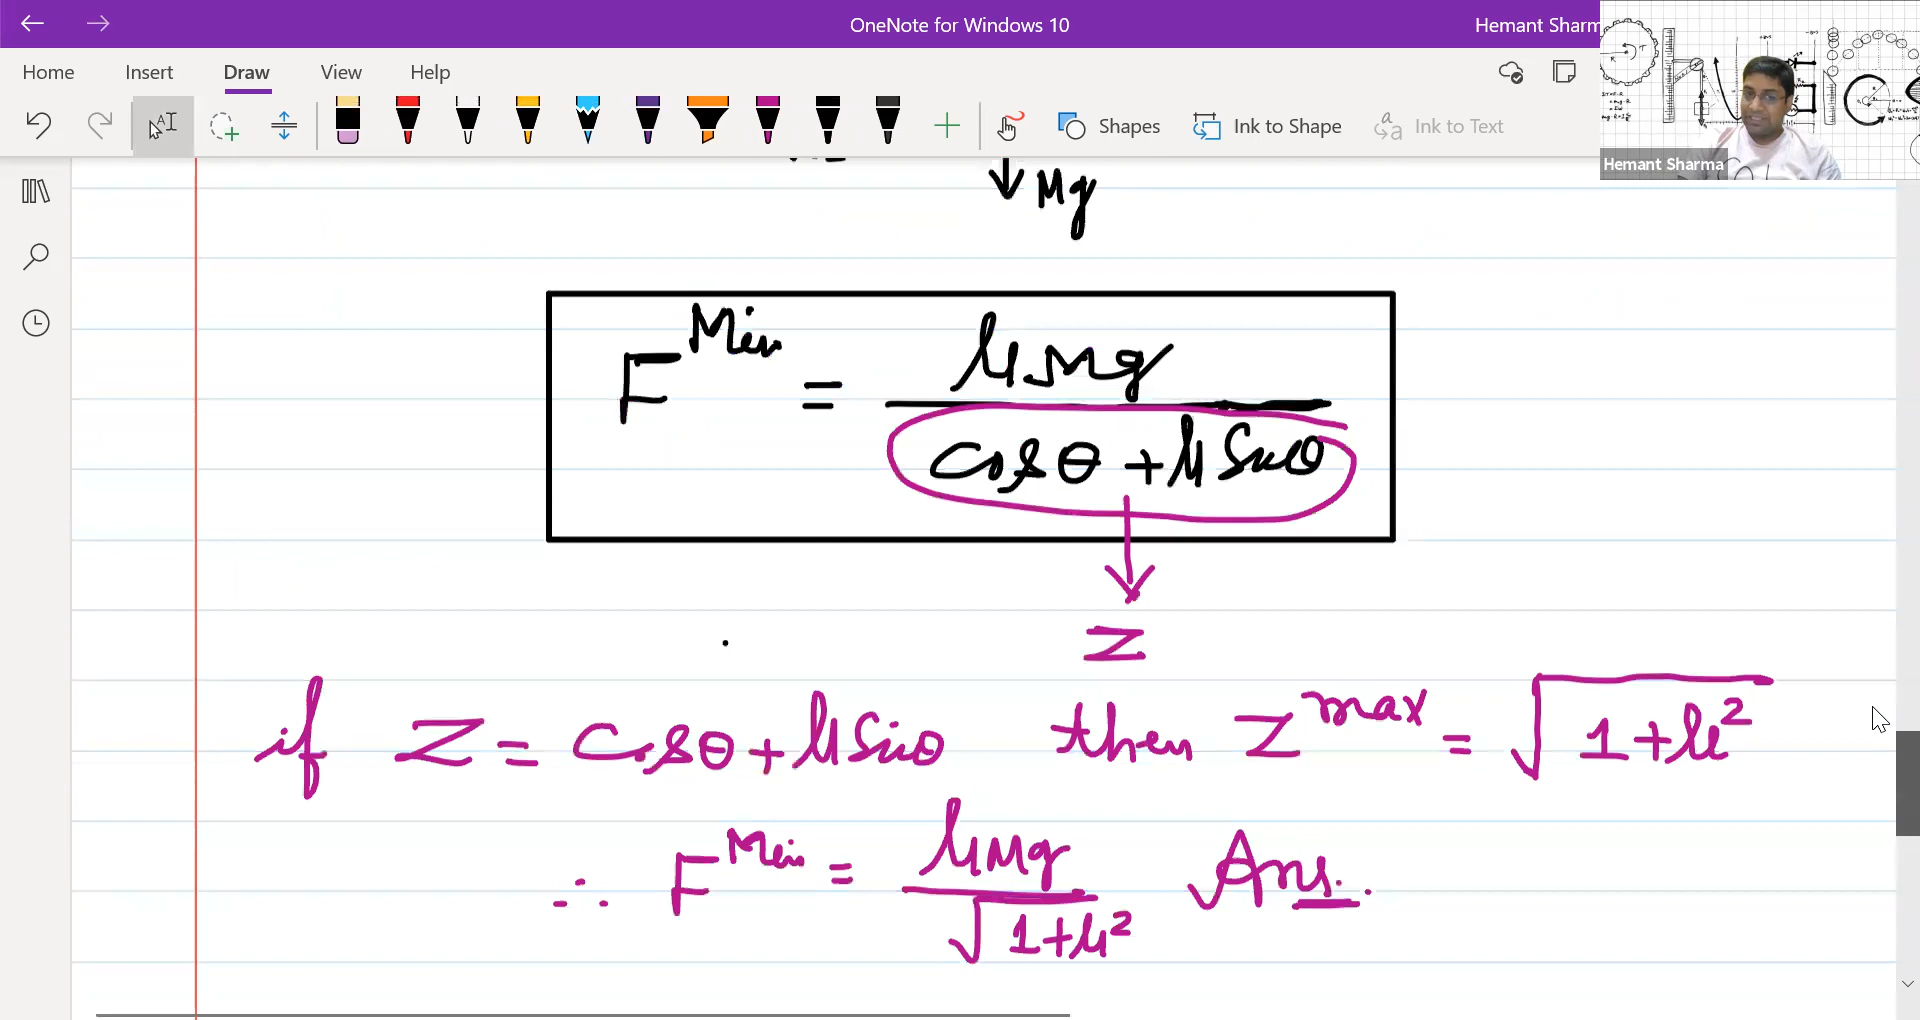 OneNote for Windows 10
Hemant Sharm
Home Insert Draw View Help
Shapes Ink to Shape Ink to Text
Hemant Sharma
Mg
F^Min = μMg / (cosθ + μ Sinθ)
Z
if Z = cosθ + μ Sinθ then Z^max = √(1+μ²)
∴ F^Min = μMg / √(1+μ²) Ans.